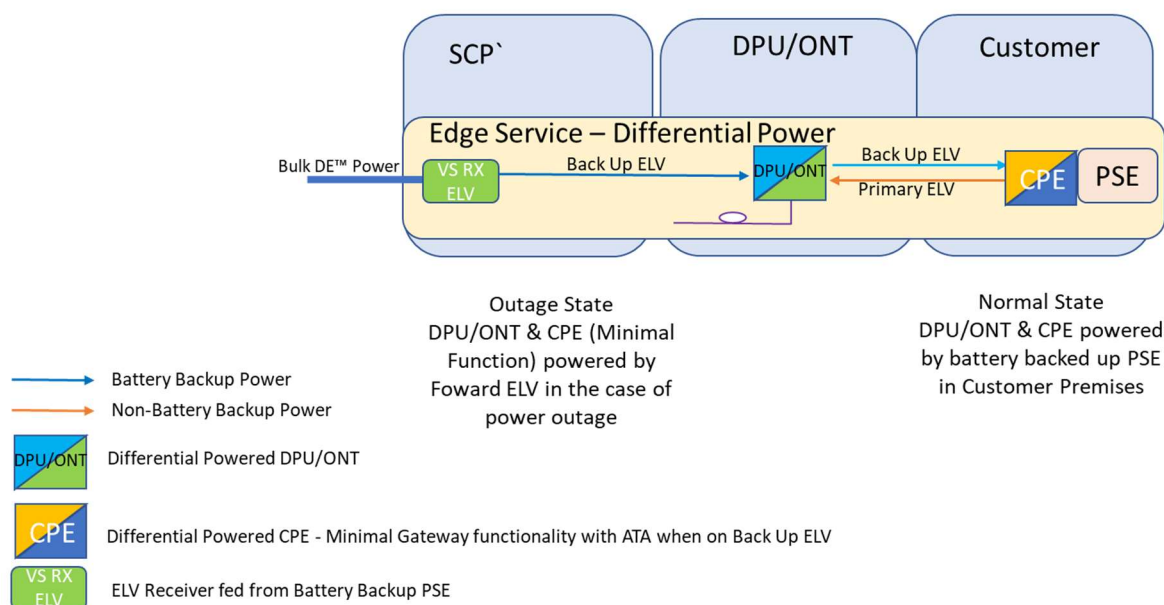 SCP`
DPU/ONT
Customer
Edge Service – Differential Power
Bulk DE™ Power
VS RX
ELV
Back Up ELV
DPU/ONT
Back Up ELV
Primary ELV
CPE
PSE
Outage State
DPU/ONT & CPE (Minimal
Function) powered by
Foward ELV in the case of
power outage
Normal State
DPU/ONT & CPE powered
by battery backed up PSE
in Customer Premises
Battery Backup Power
Non-Battery Backup Power
DPU/ONT
Differential Powered DPU/ONT
CPE
Differential Powered CPE - Minimal Gateway functionality with ATA when on Back Up ELV
VS RX
ELV
ELV Receiver fed from Battery Backup PSE